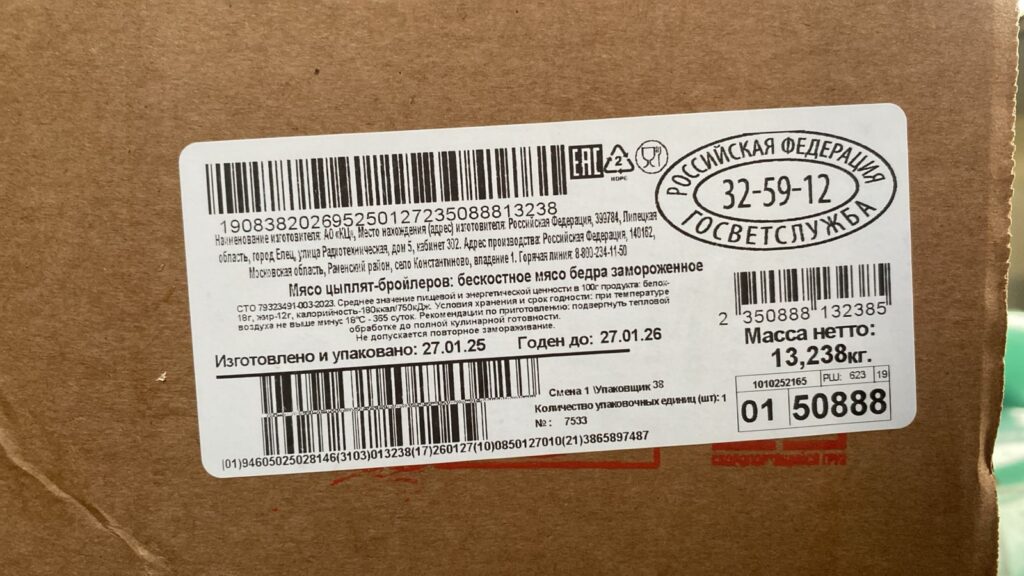 19083820269525012723508881​3238
Наименование изготовителя: АО «КЦ», Место нахождения (адрес) изготовителя: Российская Федерация, 399784, Липецкая
область, город Елец, улица Радиотехническая, дом 5, кабинет 302. Адрес производства: Российская Федерация, 140162,
Московская область, Раменский район, село Константиново, владение 1. Горячая линия: 8-800-234-11-50
Мясо цыплят-бройлеров: бескостное мясо бедра замороженное
СТО 79323491-003-2023. Среднее значение пищевой и энергетической ценности в 100г продукта: белок-
18г, жир-12г, калорийность-180ккал/750кДж. Условия хранения и срок годности: при температуре
воздуха не выше минус 18°С - 365 суток. Рекомендации по приготовлению: подвергнуть тепловой
обработке до полной кулинарной готовности.
Не допускается повторное замораживание.
Изготовлено и упаковано: 27.01.25 Годен до: 27.01.26
Смена 1 \Упаковщик 38
Количество упаковочных единиц (шт): 1
№ : 7533
(01)94605025028146(3103)013238(17)260127(10)0850127010(21)3865897487
ЕАС
2
РОССИЙСКАЯ ФЕДЕРАЦИЯ
32-59-12
ГОСВЕТСЛУЖБА
2 350888 132385
Масса нетто:
13,238кг.
1010252165 PLU: 623 19
01 50888
СКОРОПОРТЯЩИЙСЯ ГРУЗ